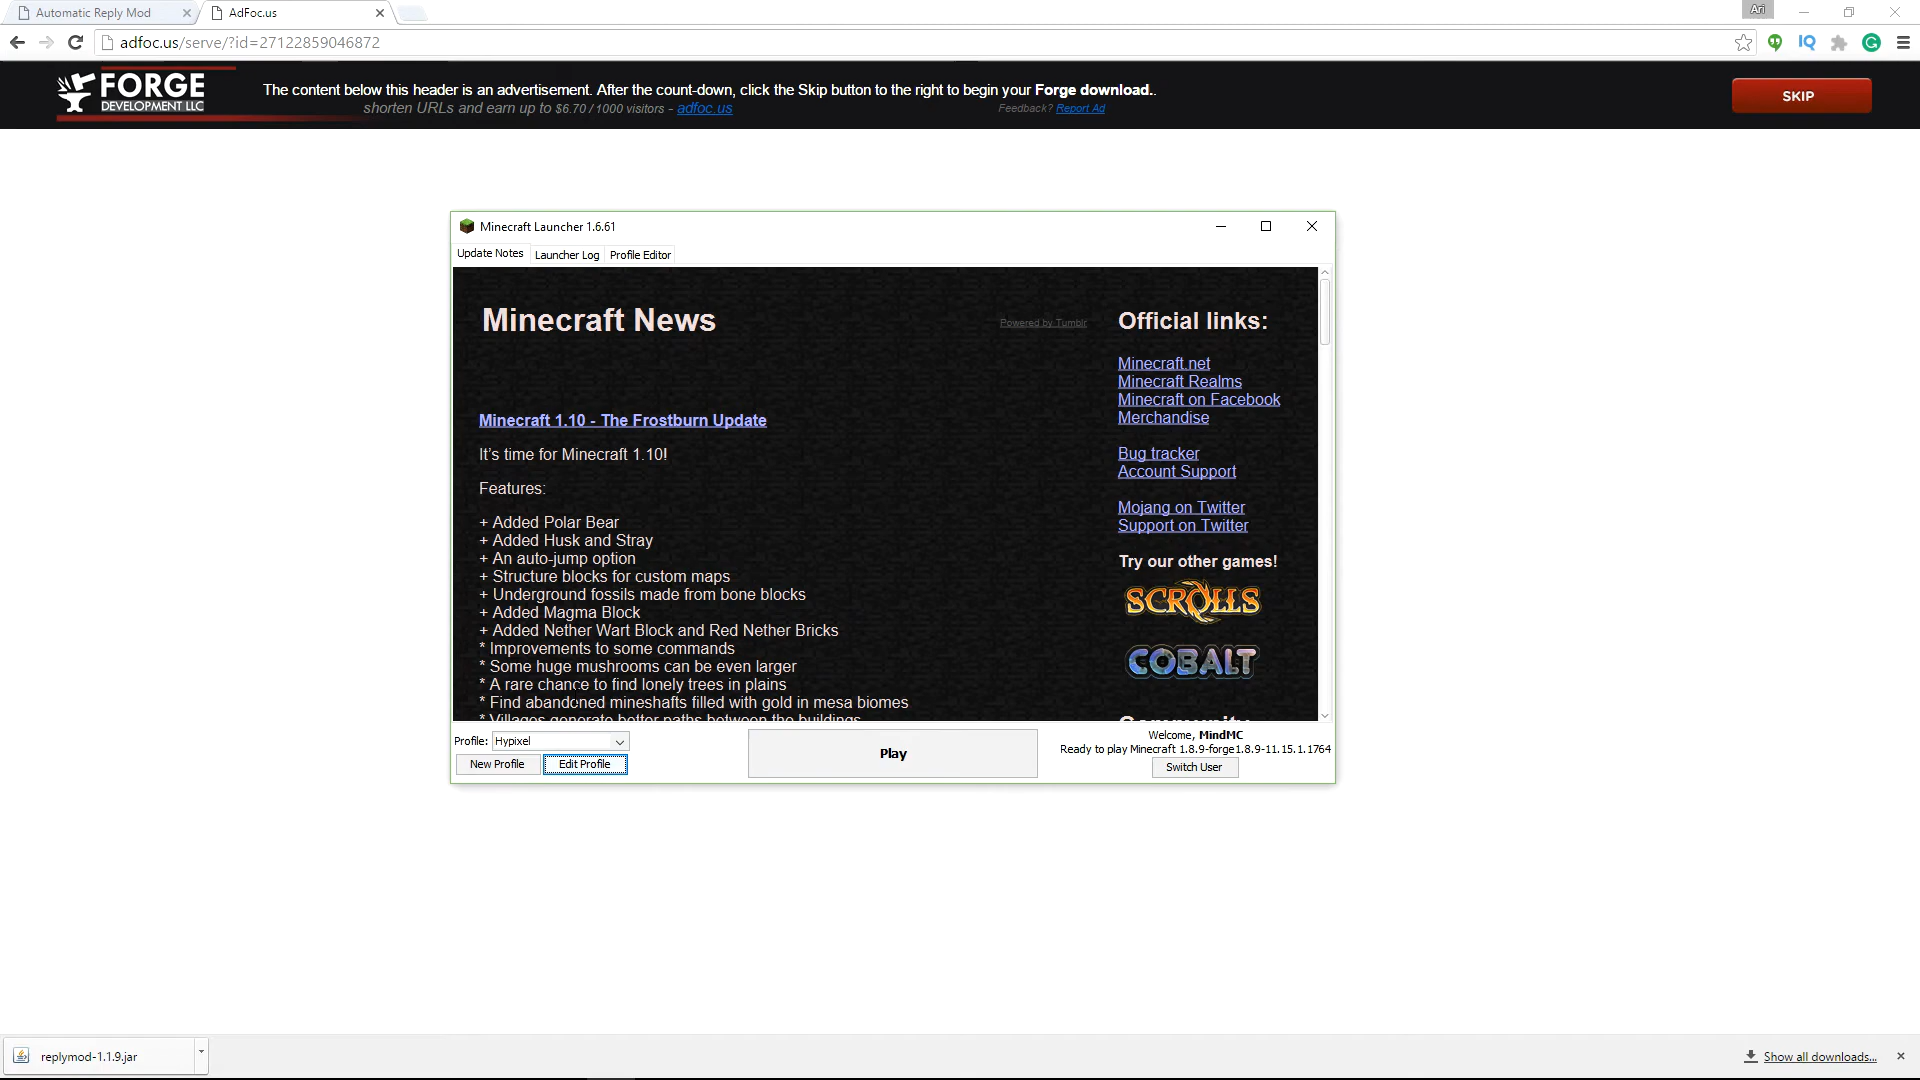 Automatic Reply Mod
AdFoc.us
Ari
adfoc.us/serve/?id=27122859046872
IQ
FORGE
DEVELOPMENT LLC
The content below this header is an advertisement. After the count-down, click the Skip button to the right to begin your Forge download..
shorten URLs and earn up to $6.70 / 1000 visitors - adfoc.us
Feedback? Report Ad
SKIP
Minecraft Launcher 1.6.61
Update Notes
Launcher Log
Profile Editor
Minecraft News
Powered by Tumblr
Minecraft 1.10 - The Frostburn Update
It's time for Minecraft 1.10!
Features:
+ Added Polar Bear
+ Added Husk and Stray
+ An auto-jump option
+ Structure blocks for custom maps
+ Underground fossils made from bone blocks
+ Added Magma Block
+ Added Nether Wart Block and Red Nether Bricks
* Improvements to some commands
* Some huge mushrooms can be even larger
* A rare chance to find lonely trees in plains
* Find abandoned mineshafts filled with gold in mesa biomes
* Villages generate better paths between the buildings
Official links:
Minecraft.net
Minecraft Realms
Minecraft on Facebook
Merchandise
Bug tracker
Account Support
Mojang on Twitter
Support on Twitter
Try our other games!
SCROLLS
COBALT
Community
Profile: Hypixel
New Profile
Edit Profile
Play
Welcome, MindMC
Ready to play Minecraft 1.8.9-forge1.8.9-11.15.1.1764
Switch User
replymod-1.1.9.jar
Show all downloads...